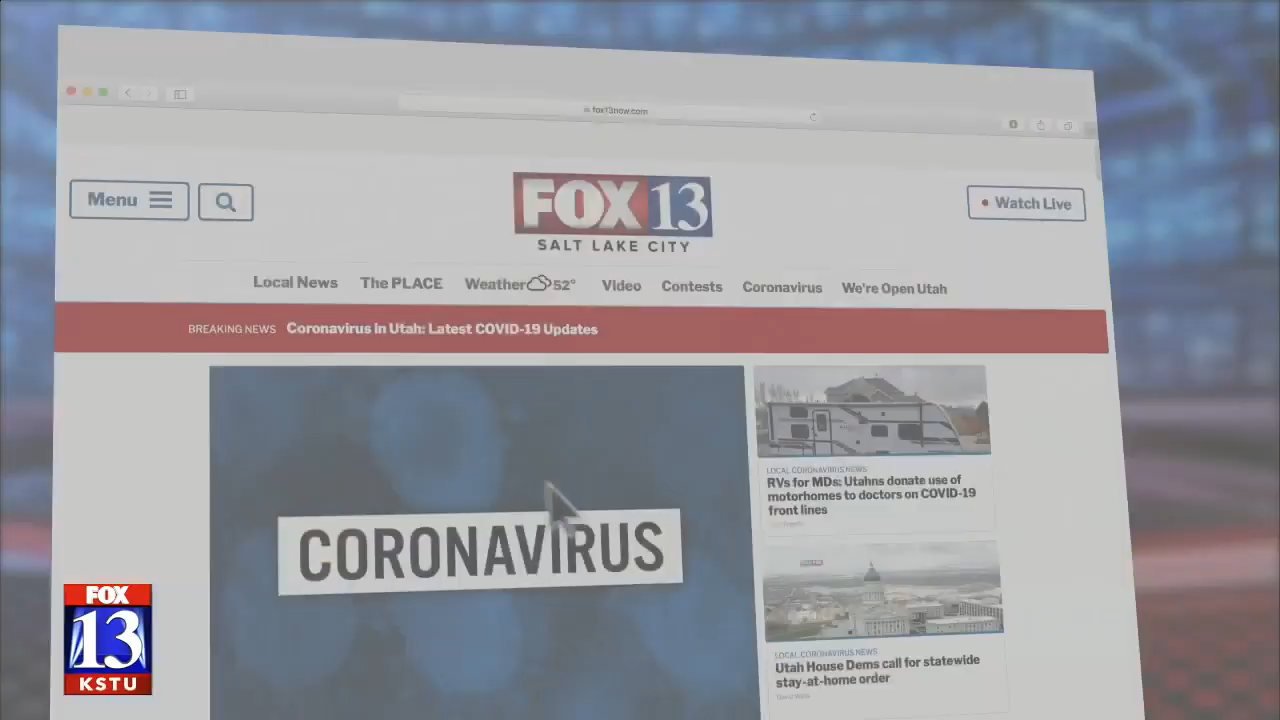 fox13now.com
Menu
FOX 13
SALT LAKE CITY
Watch Live
Local News The PLACE Weather 52° Video Contests Coronavirus We're Open Utah
BREAKING NEWS Coronavirus in Utah: Latest COVID-19 Updates
CORONAVIRUS
LOCAL CORONAVIRUS NEWS
RVs for MDs: Utahns donate use of
motorhomes to doctors on COVID-19
front lines
LOCAL CORONAVIRUS NEWS
Utah House Dems call for statewide
stay-at-home order
FOX
13
KSTU